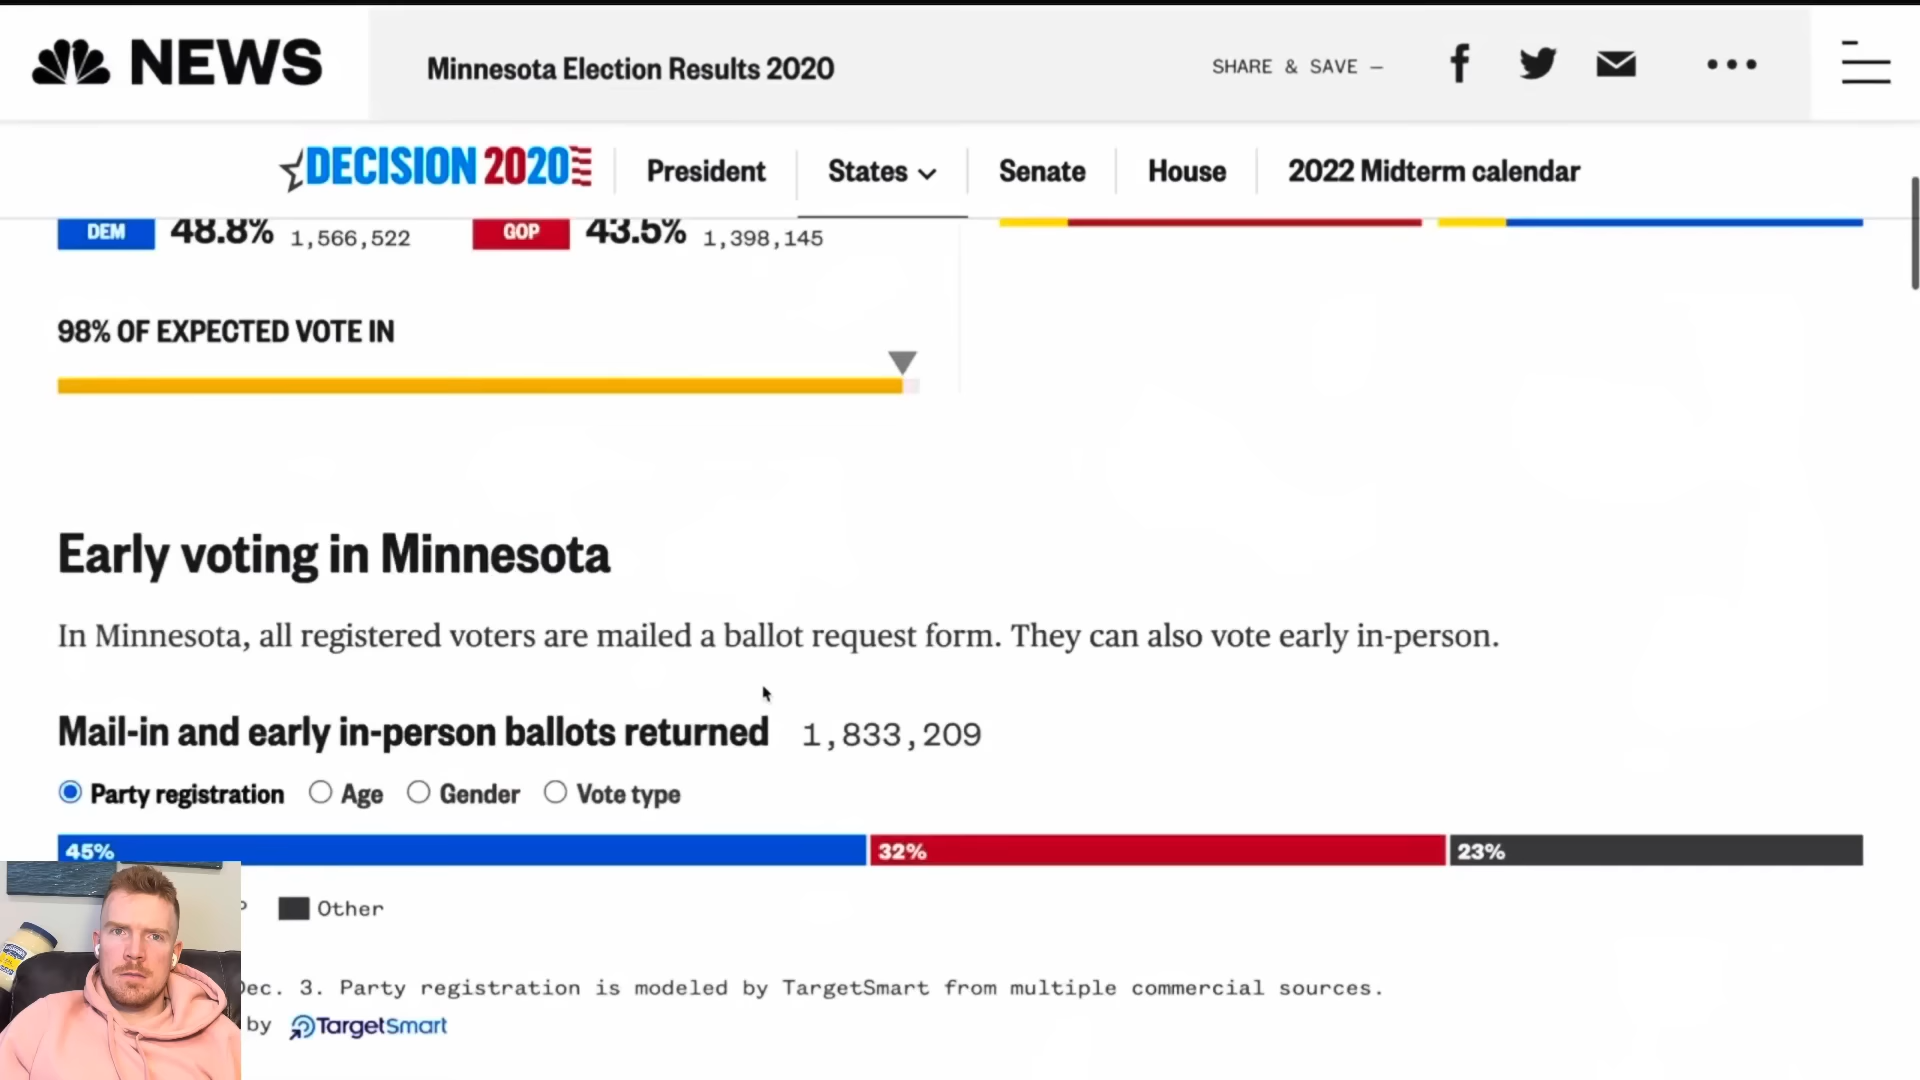 NEWS
Minnesota Election Results 2020
SHARE & SAVE —
DECISION 2020
President
States
Senate
House
2022 Midterm calendar
DEM 48.8% 1,566,522 GOP 43.5% 1,398,145
98% OF EXPECTED VOTE IN
Early voting in Minnesota
In Minnesota, all registered voters are mailed a ballot request form. They can also vote early in-person.
Mail-in and early in-person ballots returned 1,833,209
Party registration Age Gender Vote type
45% 32% 23%
Other
Dec. 3. Party registration is modeled by TargetSmart from multiple commercial sources.
by TargetSmart